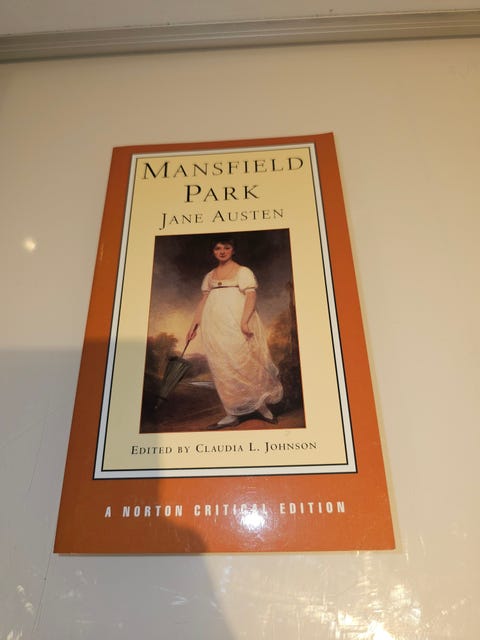 MANSFIELD
PARK
JANE AUSTEN
EDITED BY CLAUDIA L. JOHNSON
A NORTON CRITICAL EDITION